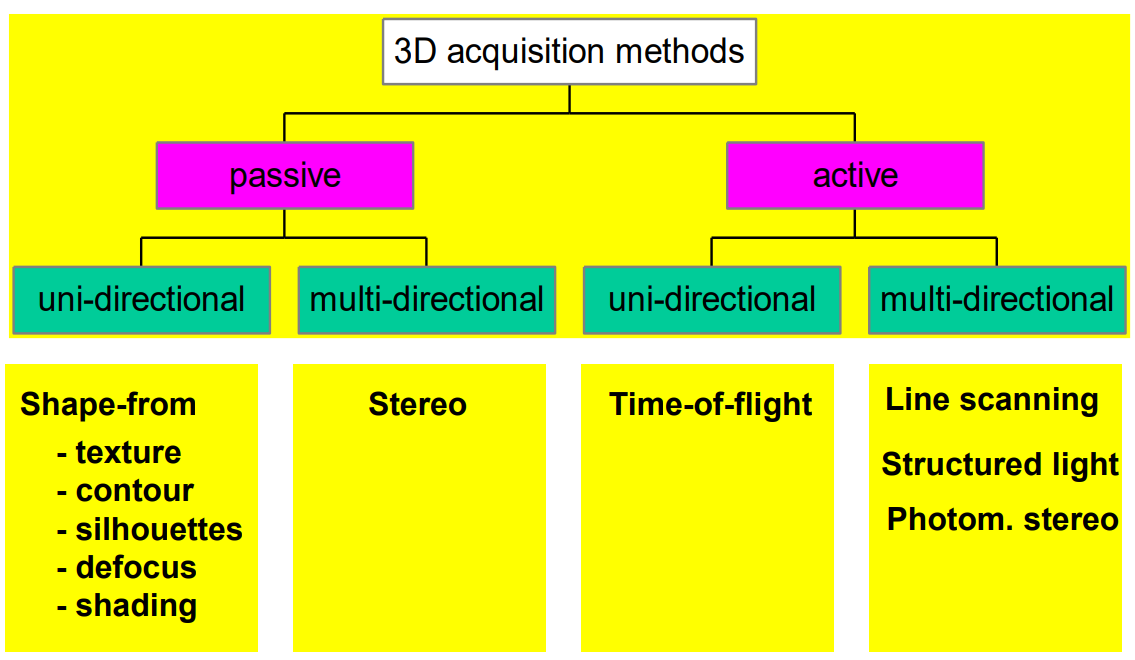 3D acquisition methods
passive
active
uni-directional
multi-directional
uni-directional
multi-directional
Shape-from
- texture
- contour
- silhouettes
- defocus
- shading
Stereo
Time-of-flight
Line scanning
Structured light
Photom. stereo